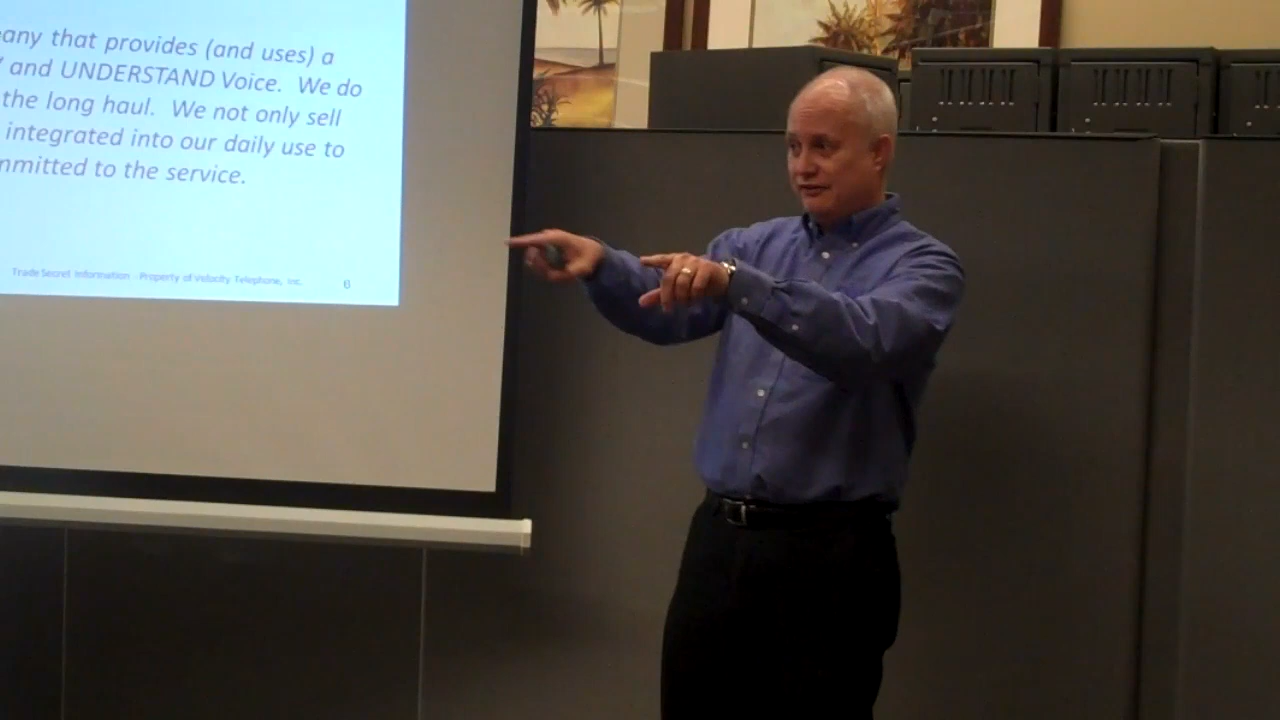 any that provides (and uses) a
and UNDERSTAND Voice. We do
the long haul. We not only sell
integrated into our daily use to
mmitted to the service.
Trade Secret Information - Property of Velocity Telephone, Inc. 6